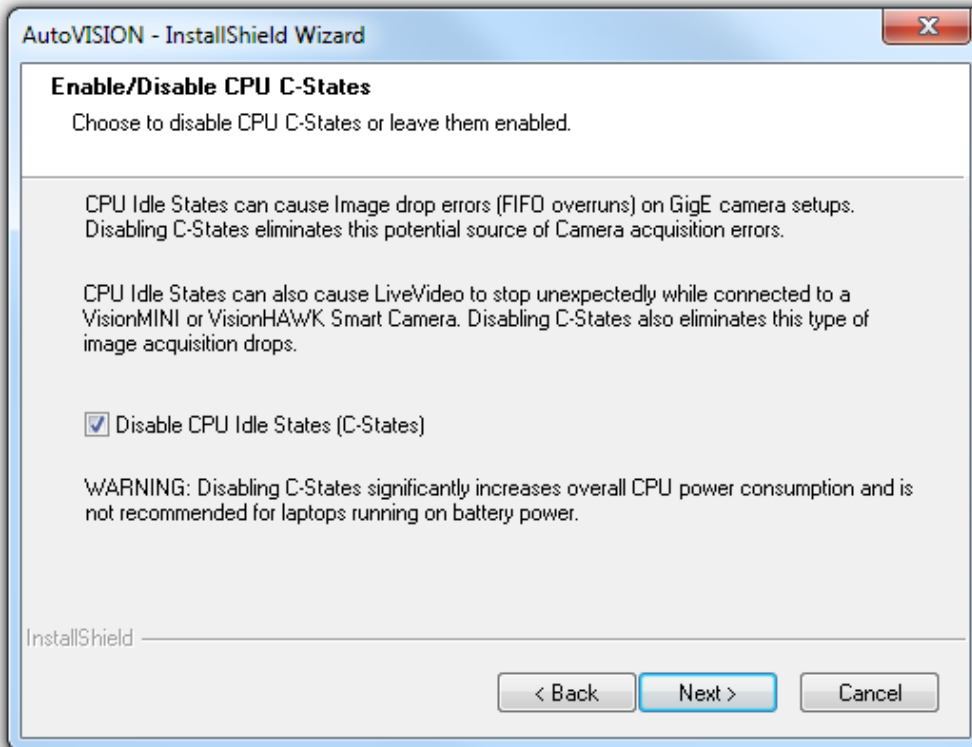 AutoVISION - InstallShield Wizard
Enable/Disable CPU C-States
Choose to disable CPU C-States or leave them enabled.
CPU Idle States can cause Image drop errors (FIFO overruns) on GigE camera setups.
Disabling C-States eliminates this potential source of Camera acquisition errors.
CPU Idle States can also cause LiveVideo to stop unexpectedly while connected to a
VisionMINI or VisionHAWK Smart Camera. Disabling C-States also eliminates this type of
image acquisition drops.
Disable CPU Idle States (C-States)
WARNING: Disabling C-States significantly increases overall CPU power consumption and is
not recommended for laptops running on battery power.
InstallShield
< Back Next > Cancel